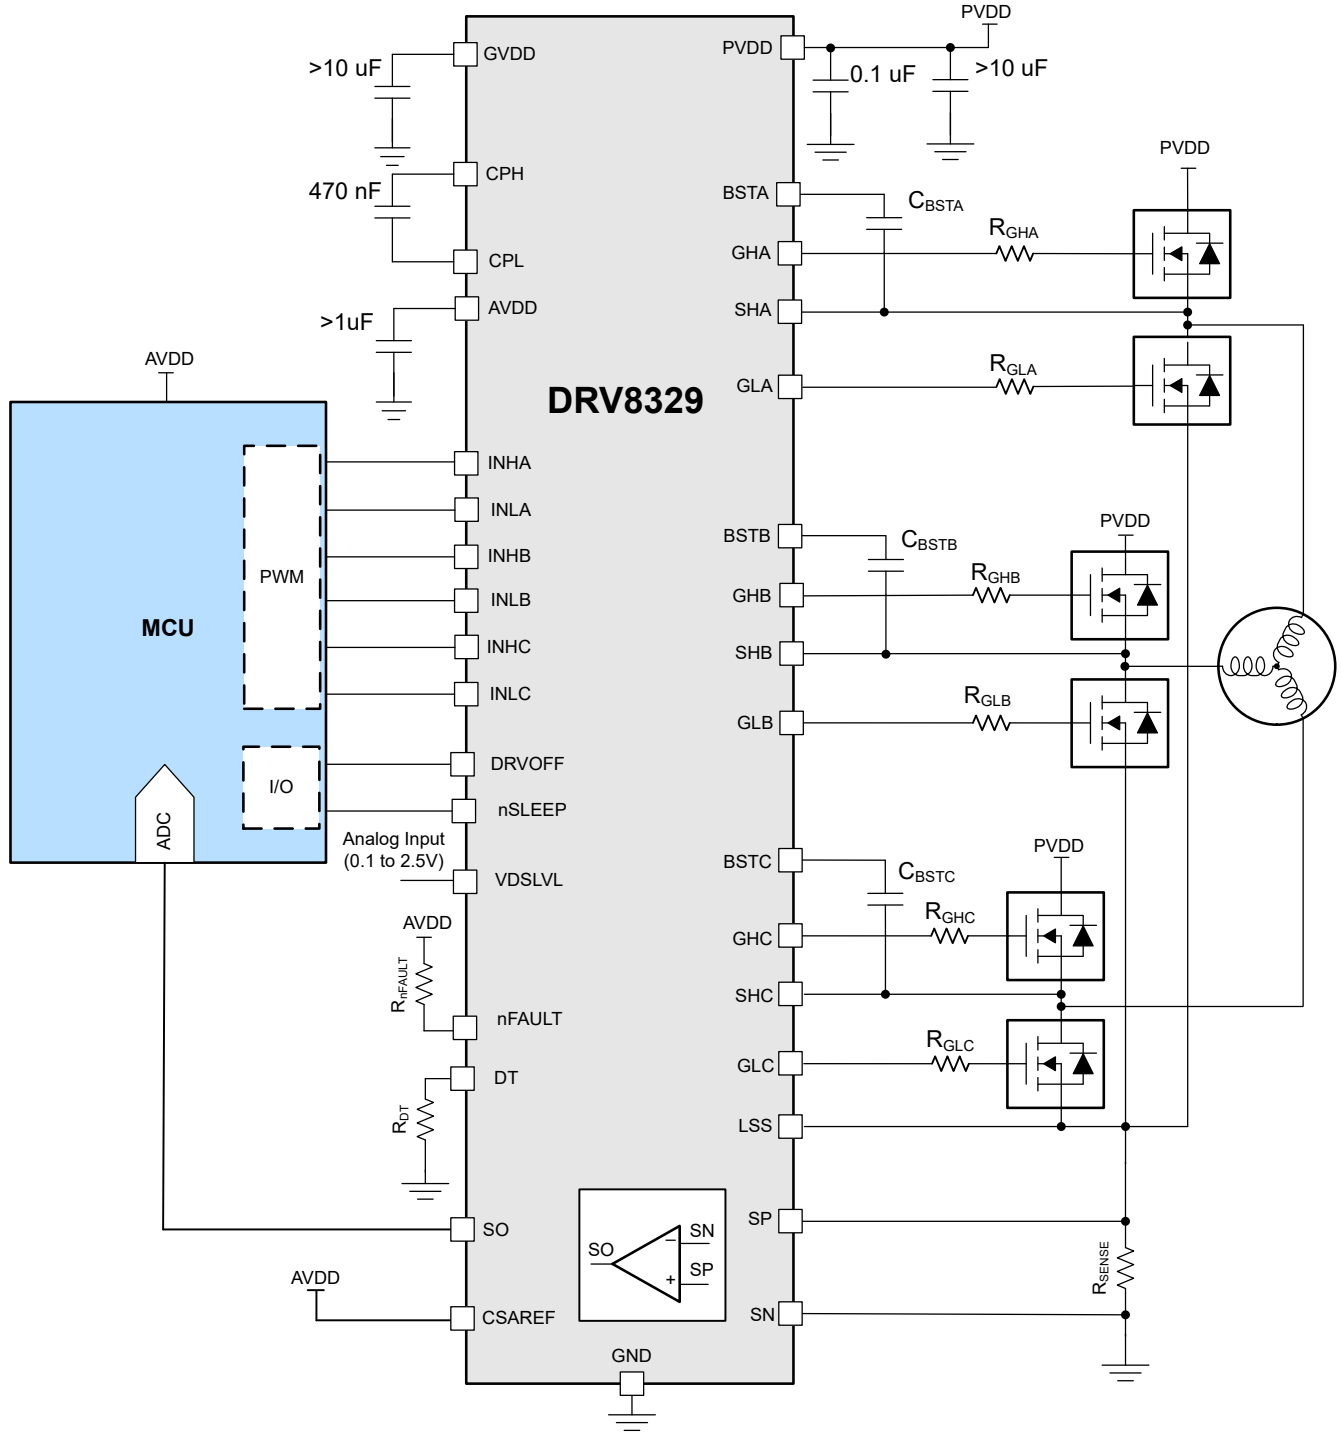 PVDD
GVDD
PVDD
>10 uF
0.1 uF
>10 uF
CPH
470 nF
CPL
AVDD
>1uF
AVDD
DRV8329
MCU
PWM
I/O
ADC
INHA
INLA
INHB
INLB
INHC
INLC
DRVOFF
nSLEEP
Analog Input
(0.1 to 2.5V)
VDSLVL
AVDD
RnFAULT
nFAULT
DT
RDT
SO
AVDD
CSAREF
SO
SN
SP
−
+
GND
BSTA
CBSTA
PVDD
GHA
RGHA
SHA
GLA
RGLA
BSTB
CBSTB
PVDD
GHB
RGHB
SHB
GLB
RGLB
BSTC
CBSTC
PVDD
GHC
RGHC
SHC
GLC
RGLC
LSS
SP
RSENSE
SN